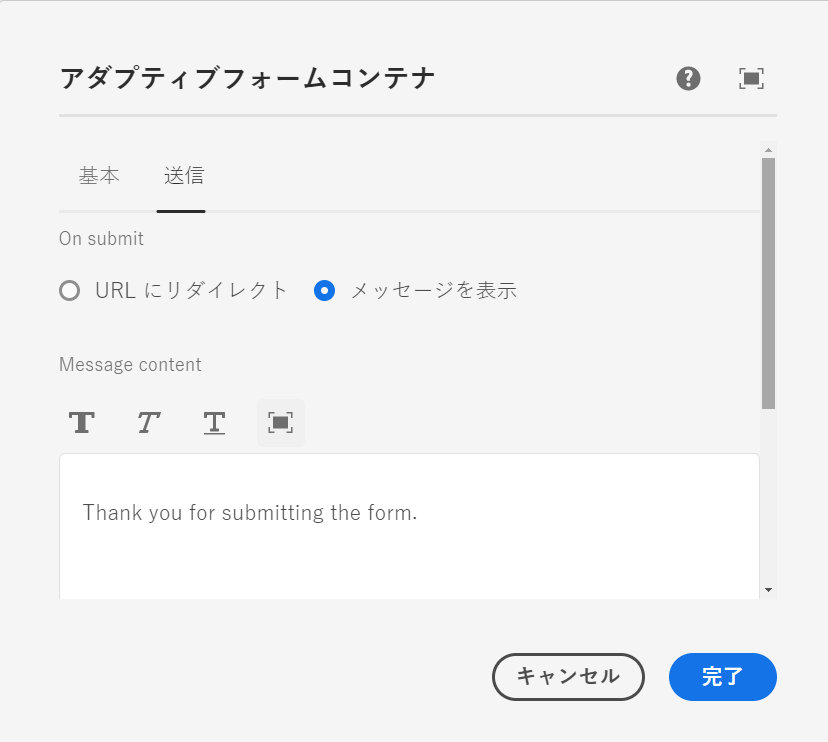 アダプティブフォームコンテナ
基本 送信
On submit
URL にリダイレクト メッセージを表示
Message content
T T T
Thank you for submitting the form.
キャンセル 完了